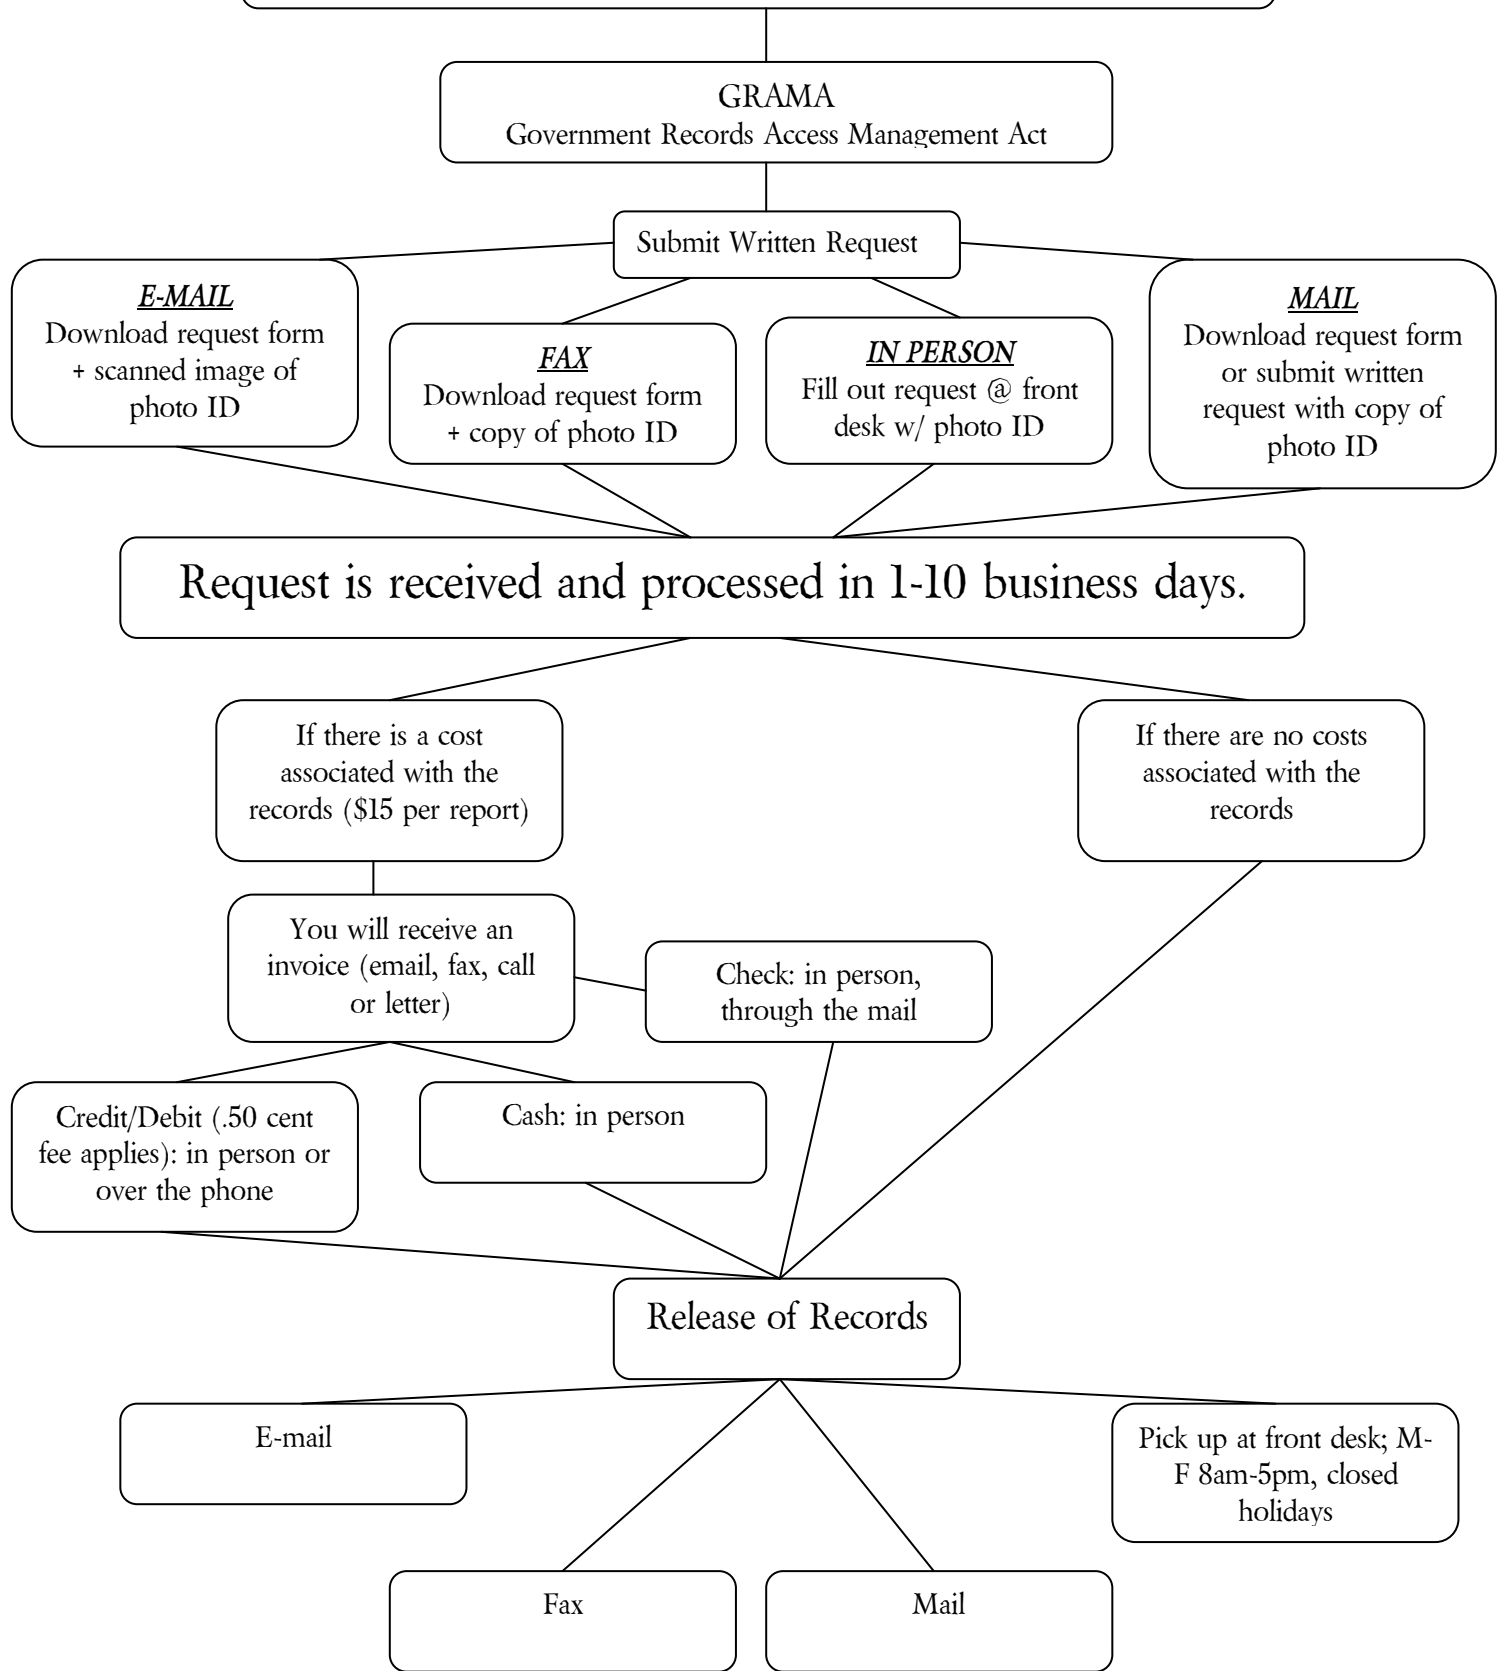 GRAMA
Government Records Access Management Act
Submit Written Request
E-MAIL
Download request form
+ scanned image of
photo ID
FAX
Download request form
+ copy of photo ID
IN PERSON
Fill out request @ front
desk w/ photo ID
MAIL
Download request form
or submit written
request with copy of
photo ID
Request is received and processed in 1-10 business days.
If there is a cost
associated with the
records ($15 per report)
If there are no costs
associated with the
records
You will receive an
invoice (email, fax, call
or letter)
Check: in person,
through the mail
Credit/Debit (.50 cent
fee applies): in person or
over the phone
Cash: in person
Release of Records
E-mail
Pick up at front desk; M-
F 8am-5pm, closed
holidays
Fax
Mail